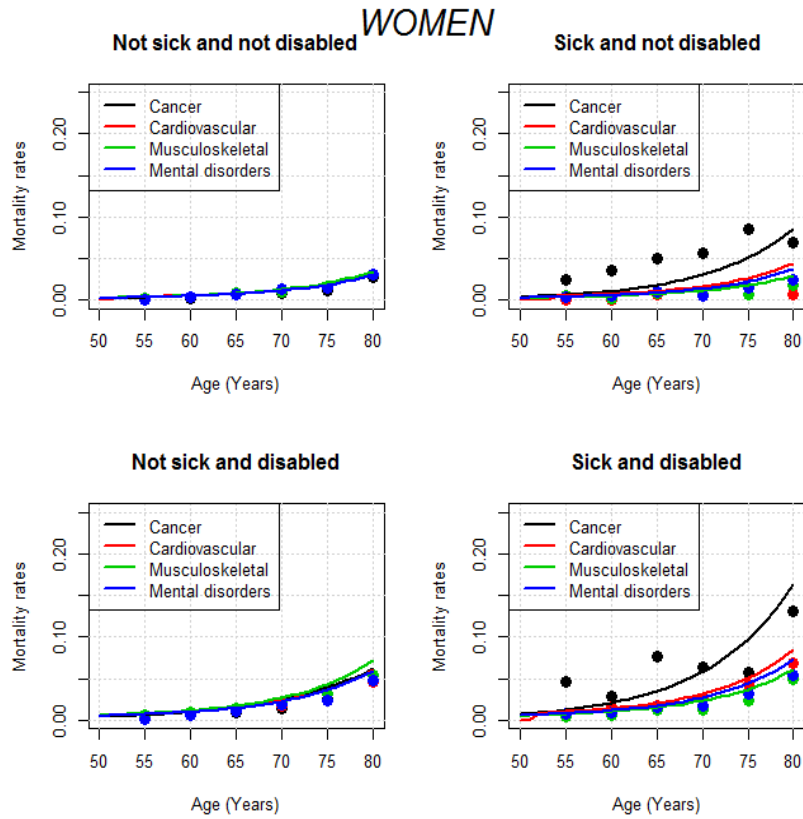 WOMEN
Not sick and not disabled
Cancer
Cardiovascular
Musculoskeletal
Mental disorders
Mortality rates
0.00 0.10 0.20
50 55 60 65 70 75 80
Age (Years)
Sick and not disabled
Cancer
Cardiovascular
Musculoskeletal
Mental disorders
Mortality rates
0.00 0.10 0.20
50 55 60 65 70 75 80
Age (Years)
Not sick and disabled
Cancer
Cardiovascular
Musculoskeletal
Mental disorders
Mortality rates
0.00 0.10 0.20
50 55 60 65 70 75 80
Age (Years)
Sick and disabled
Cancer
Cardiovascular
Musculoskeletal
Mental disorders
Mortality rates
0.00 0.10 0.20
50 55 60 65 70 75 80
Age (Years)